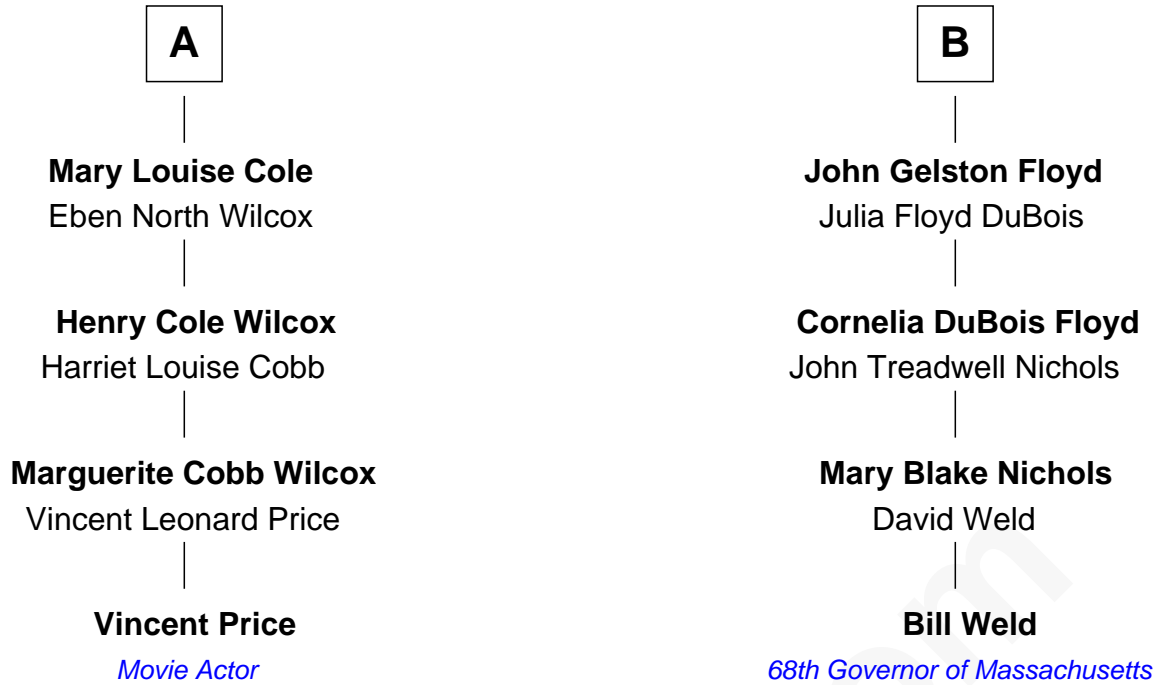 A
Mary Louise Cole
Eben North Wilcox
Henry Cole Wilcox
Harriet Louise Cobb
Marguerite Cobb Wilcox
Vincent Leonard Price
Vincent Price
Movie Actor
B
John Gelston Floyd
Julia Floyd DuBois
Cornelia DuBois Floyd
John Treadwell Nichols
Mary Blake Nichols
David Weld
Bill Weld
68th Governor of Massachusetts